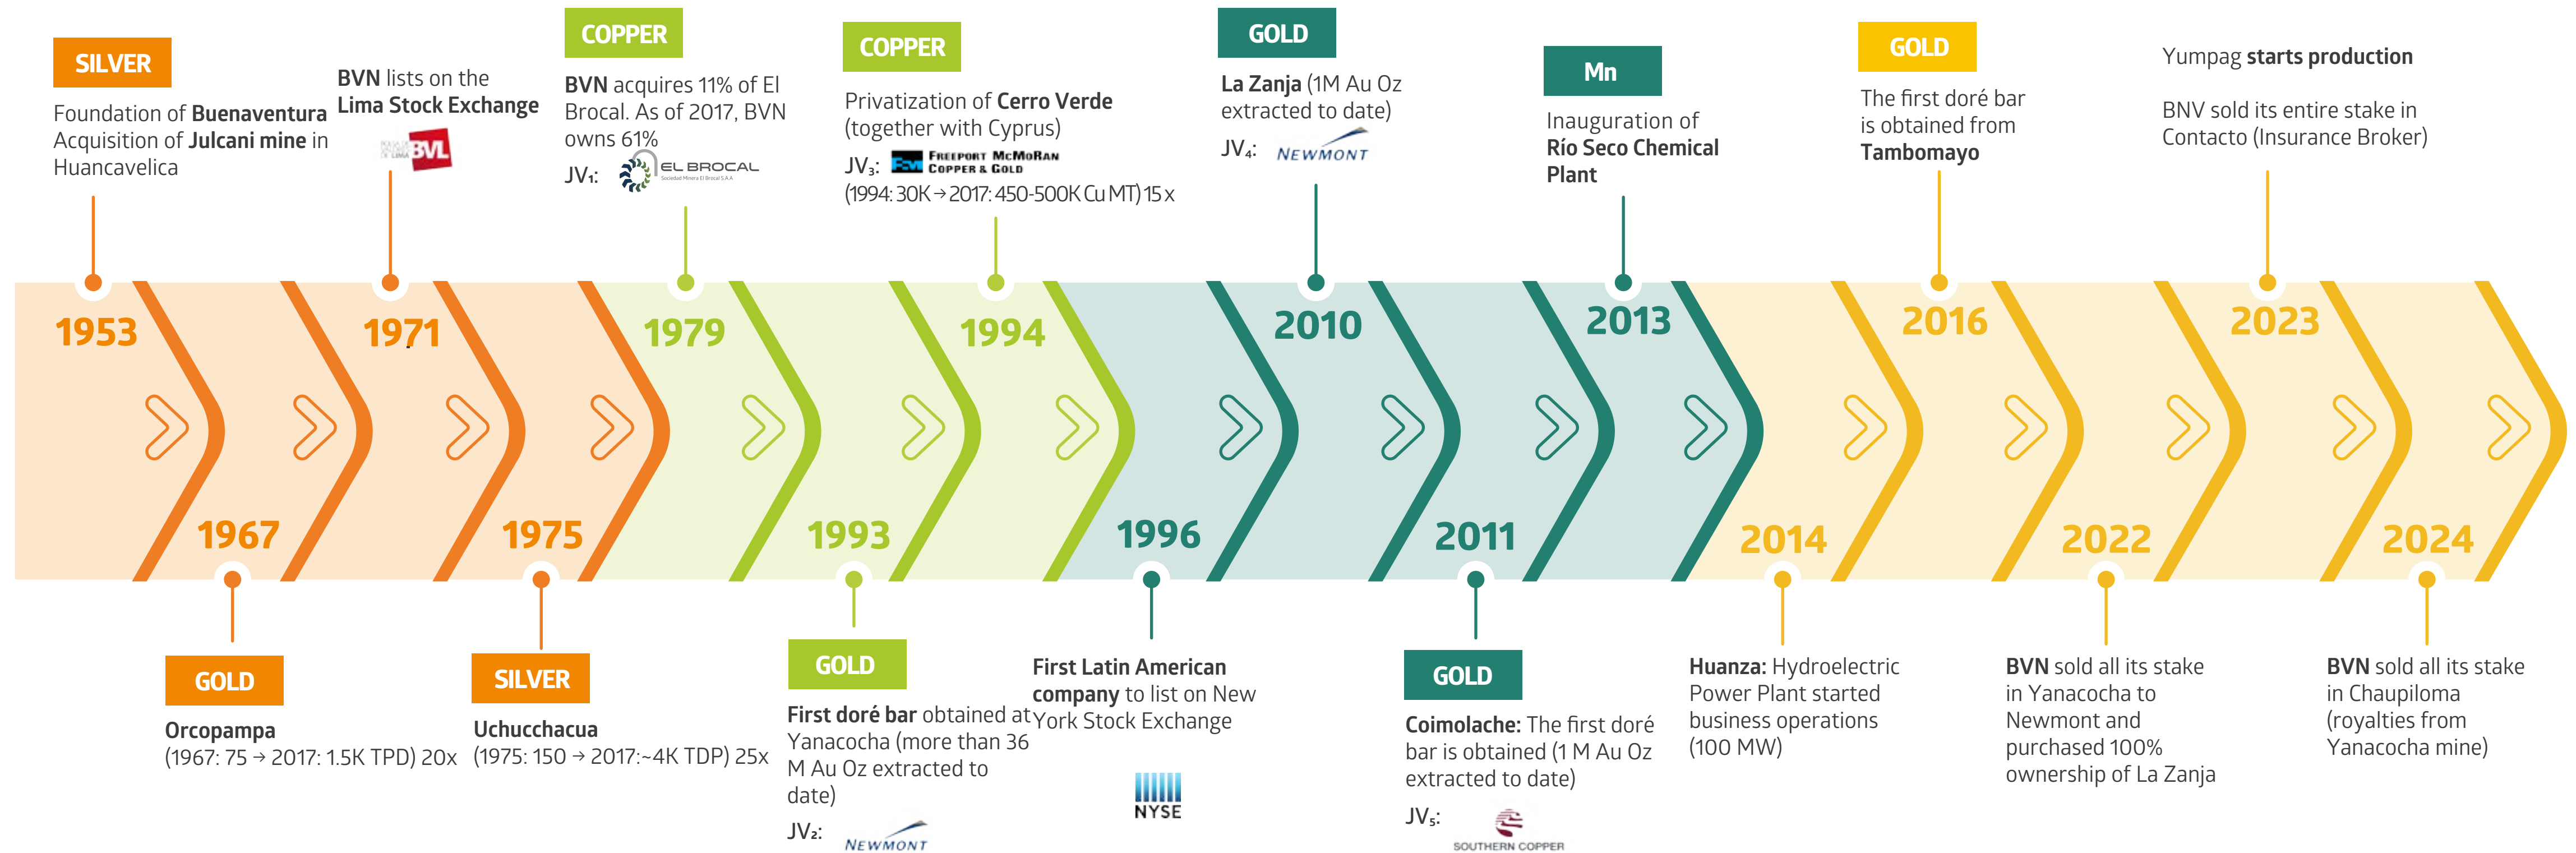 SILVER
Foundation of Buenaventura
Acquisition of Julcani mine in
Huancavelica
1953
GOLD
Orcopampa
(1967: 75 → 2017: 1.5K TPD) 20x
1967
BVN lists on the
Lima Stock Exchange
BVL
1971
SILVER
Uchucchacua
(1975: 150 → 2017:~4K TDP) 25x
1975
COPPER
BVN acquires 11% of El
Brocal. As of 2017, BVN
owns 61%
JV₁:
EL BROCAL
Sociedad Minera El Brocal S.A.A
1979
GOLD
First doré bar obtained at
Yanacocha (more than 36
M Au Oz extracted to
date)
JV₂:
NEWMONT
1993
COPPER
Privatization of Cerro Verde
(together with Cyprus)
JV₃:
FREEPORT MCMORAN
COPPER & GOLD
(1994: 30K → 2017: 450-500K Cu MT) 15 x
1994
First Latin American
company to list on New
York Stock Exchange
NYSE
1996
GOLD
La Zanja (1M Au Oz
extracted to date)
JV₄:
NEWMONT
2010
GOLD
Coimolache: The first doré
bar is obtained (1 M Au Oz
extracted to date)
JV₅:
SOUTHERN COPPER
2011
Mn
Inauguration of
Río Seco Chemical
Plant
2013
Huanza: Hydroelectric
Power Plant started
business operations
(100 MW)
2014
GOLD
The first doré bar
is obtained from
Tambomayo
2016
BVN sold all its stake
in Yanacocha to
Newmont and
purchased 100%
ownership of La Zanja
2022
Yumpag starts production
BNV sold its entire stake in
Contacto (Insurance Broker)
2023
BVN sold all its stake
in Chaupiloma
(royalties from
Yanacocha mine)
2024